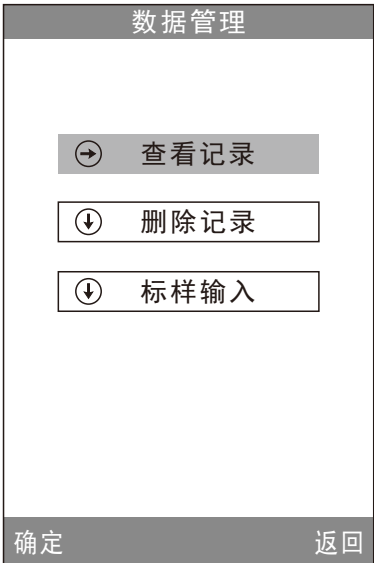 数据管理
查看记录
删除记录
标样输入
确定 返回